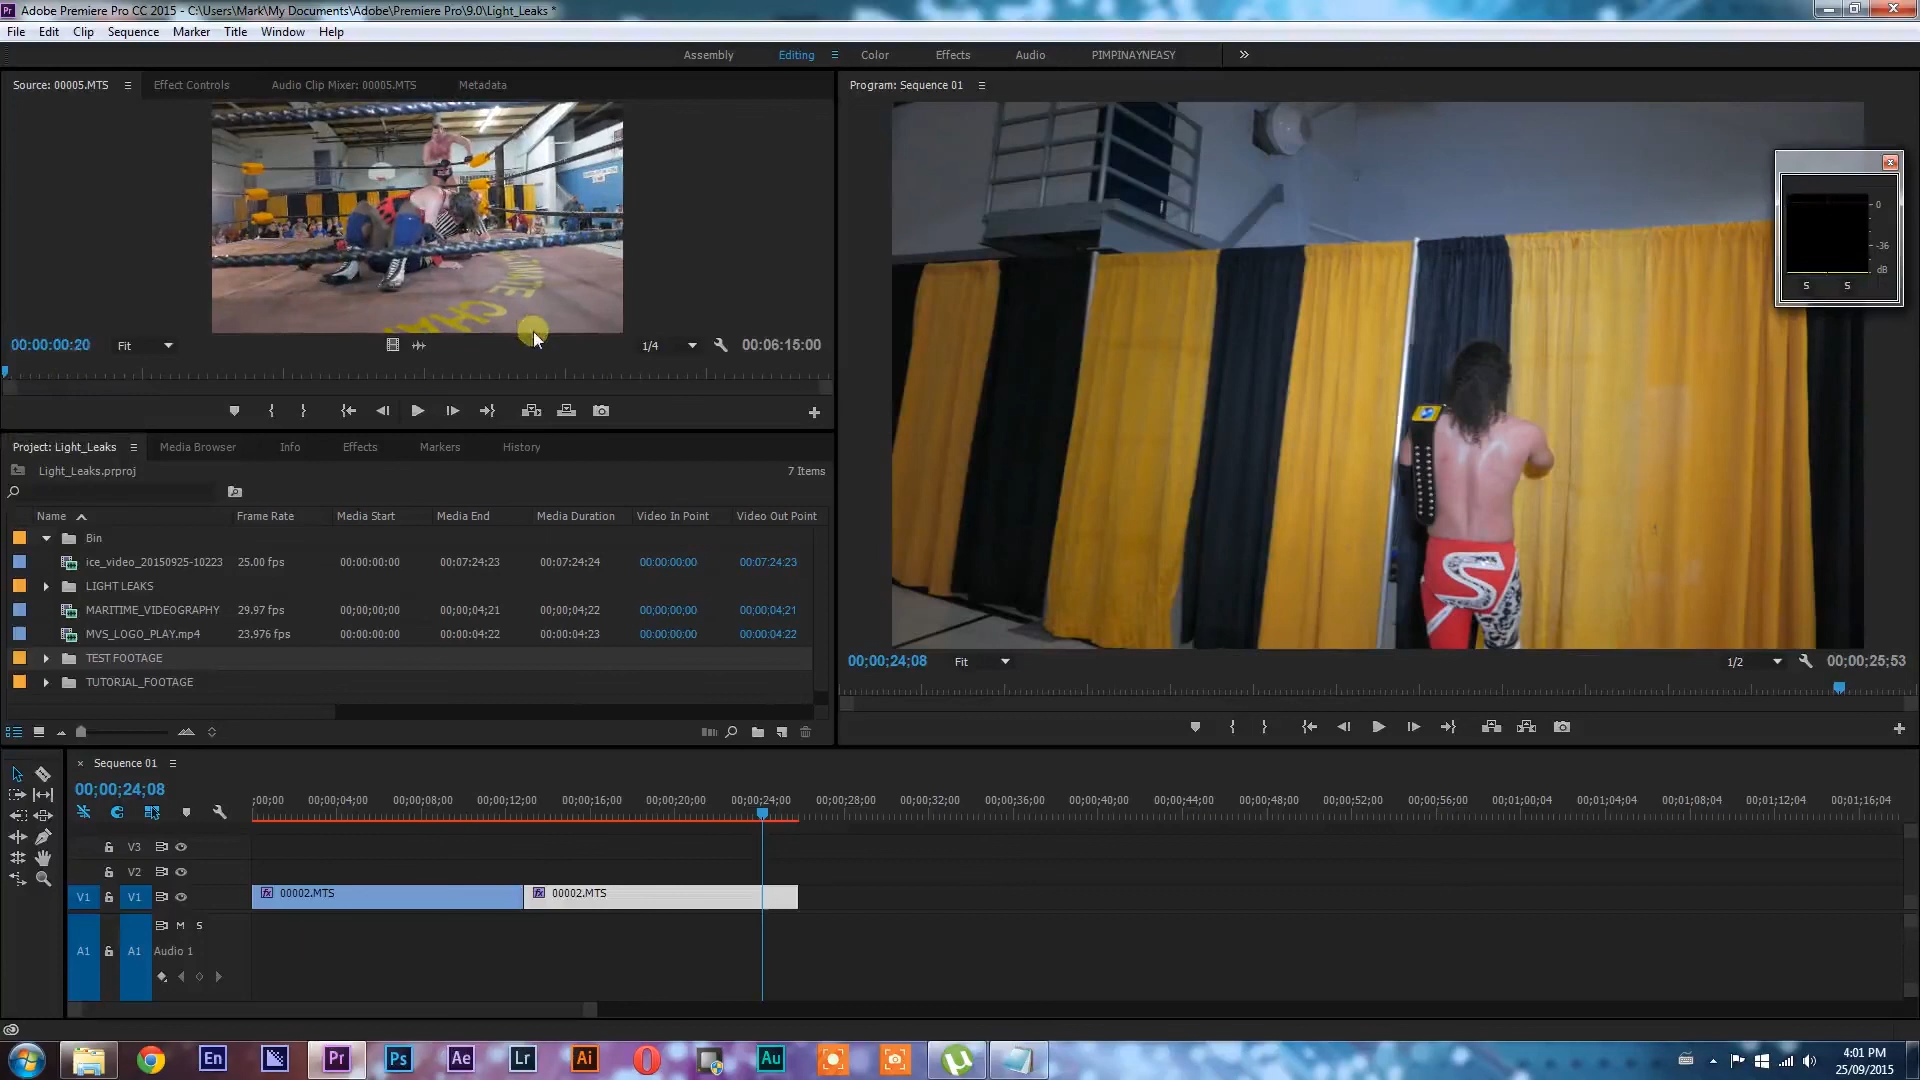 Pr Adobe Premiere Pro CC 2015 - C:\Users\Mark\My Documents\Adobe\Premiere Pro\9.0\Light_Leaks *
File Edit Clip Sequence Marker Title Window Help
Assembly Editing Color Effects Audio PIMPINAYNEASY
Source: 00005.MTS Effect Controls Audio Clip Mixer: 00005.MTS Metadata
Program: Sequence 01
0
-36
dB
S S
00:00:00:20 Fit 1/4 00:06:15:00
Project: Light_Leaks Media Browser Info Effects Markers History
Light_Leaks.prproj 7 Items
Name Frame Rate Media Start Media End Media Duration Video In Point Video Out Point
Bin
ice_video_20150925-10223 25.00 fps 00:00:00:00 00:07:24:23 00:07:24:24 00:00:00:00 00:07:24:23
LIGHT LEAKS
MARITIME_VIDEOGRAPHY 29.97 fps 00;00;00;00 00;00;04;21 00;00;04;22 00;00;00;00 00;00;04;21
MVS_LOGO_PLAY.mp4 23.976 fps 00:00:00:00 00:00:04:22 00:00:04:23 00:00:00:00 00:00:04:22
TEST FOOTAGE
TUTORIAL_FOOTAGE
00;00;24;08 Fit 1/2 00;00;25;53
Sequence 01
00;00;24;08
;00;00 00;00;04;00 00;00;08;00 00;00;12;00 00;00;16;00 00;00;20;00 00;00;24;00 00;00;28;00 00;00;32;00 00;00;36;00 00;00;40;00 00;00;44;00 00;00;48;00 00;00;52;00 00;00;56;00 00;01;00;04 00;01;04;04 00;01;08;04 00;01;12;04 00;01;16;04
V3
V2
V1 V1 fx 00002.MTS fx 00002.MTS
M S
A1 A1 Audio 1
En Pr Ps Ae Lr Ai Au
4:01 PM
25/09/2015